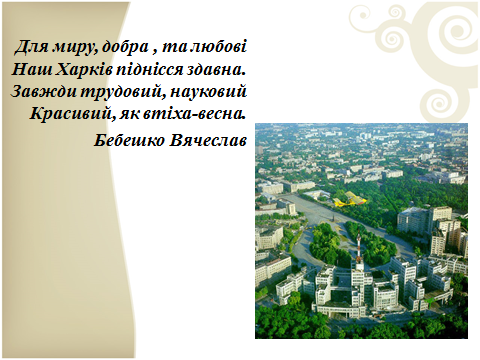 Для миру, добра , та любові
Наш Харків піднісся здавна.
Завжди трудовий, науковий
Красивий, як втіха-весна.
Бебешко Вячеслав